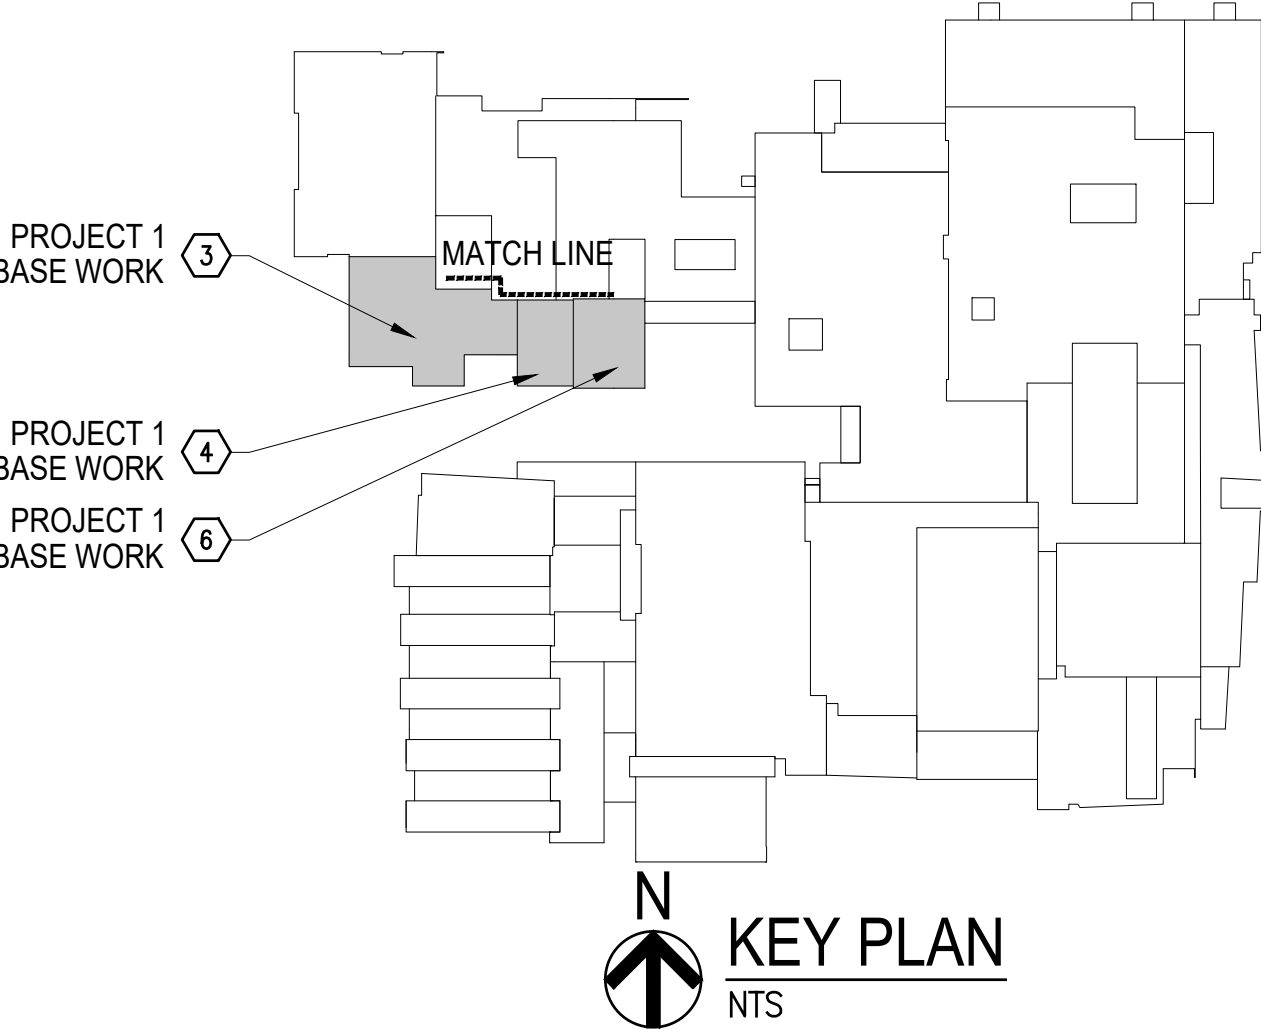 PROJECT 1
BASE WORK
3
MATCH LINE
PROJECT 1
BASE WORK
4
PROJECT 1
BASE WORK
6
N
KEY PLAN
NTS